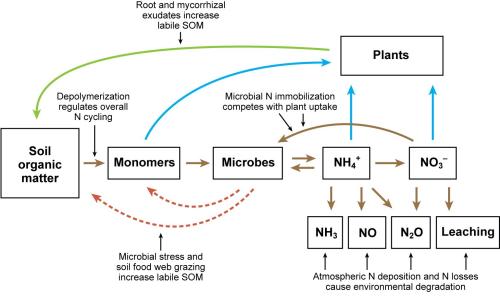 Root and mycorrhizal
exudates increase
labile SOM
Plants
Depolymerization
regulates overall
N cycling
Microbial N immobilization
competes with plant uptake
Soil
organic
matter
Monomers
Microbes
NH₄⁺
NO₃⁻
NH₃
NO
N₂O
Leaching
Microbial stress and
soil food web grazing
increase labile SOM
Atmospheric N deposition and N losses
cause environmental degradation